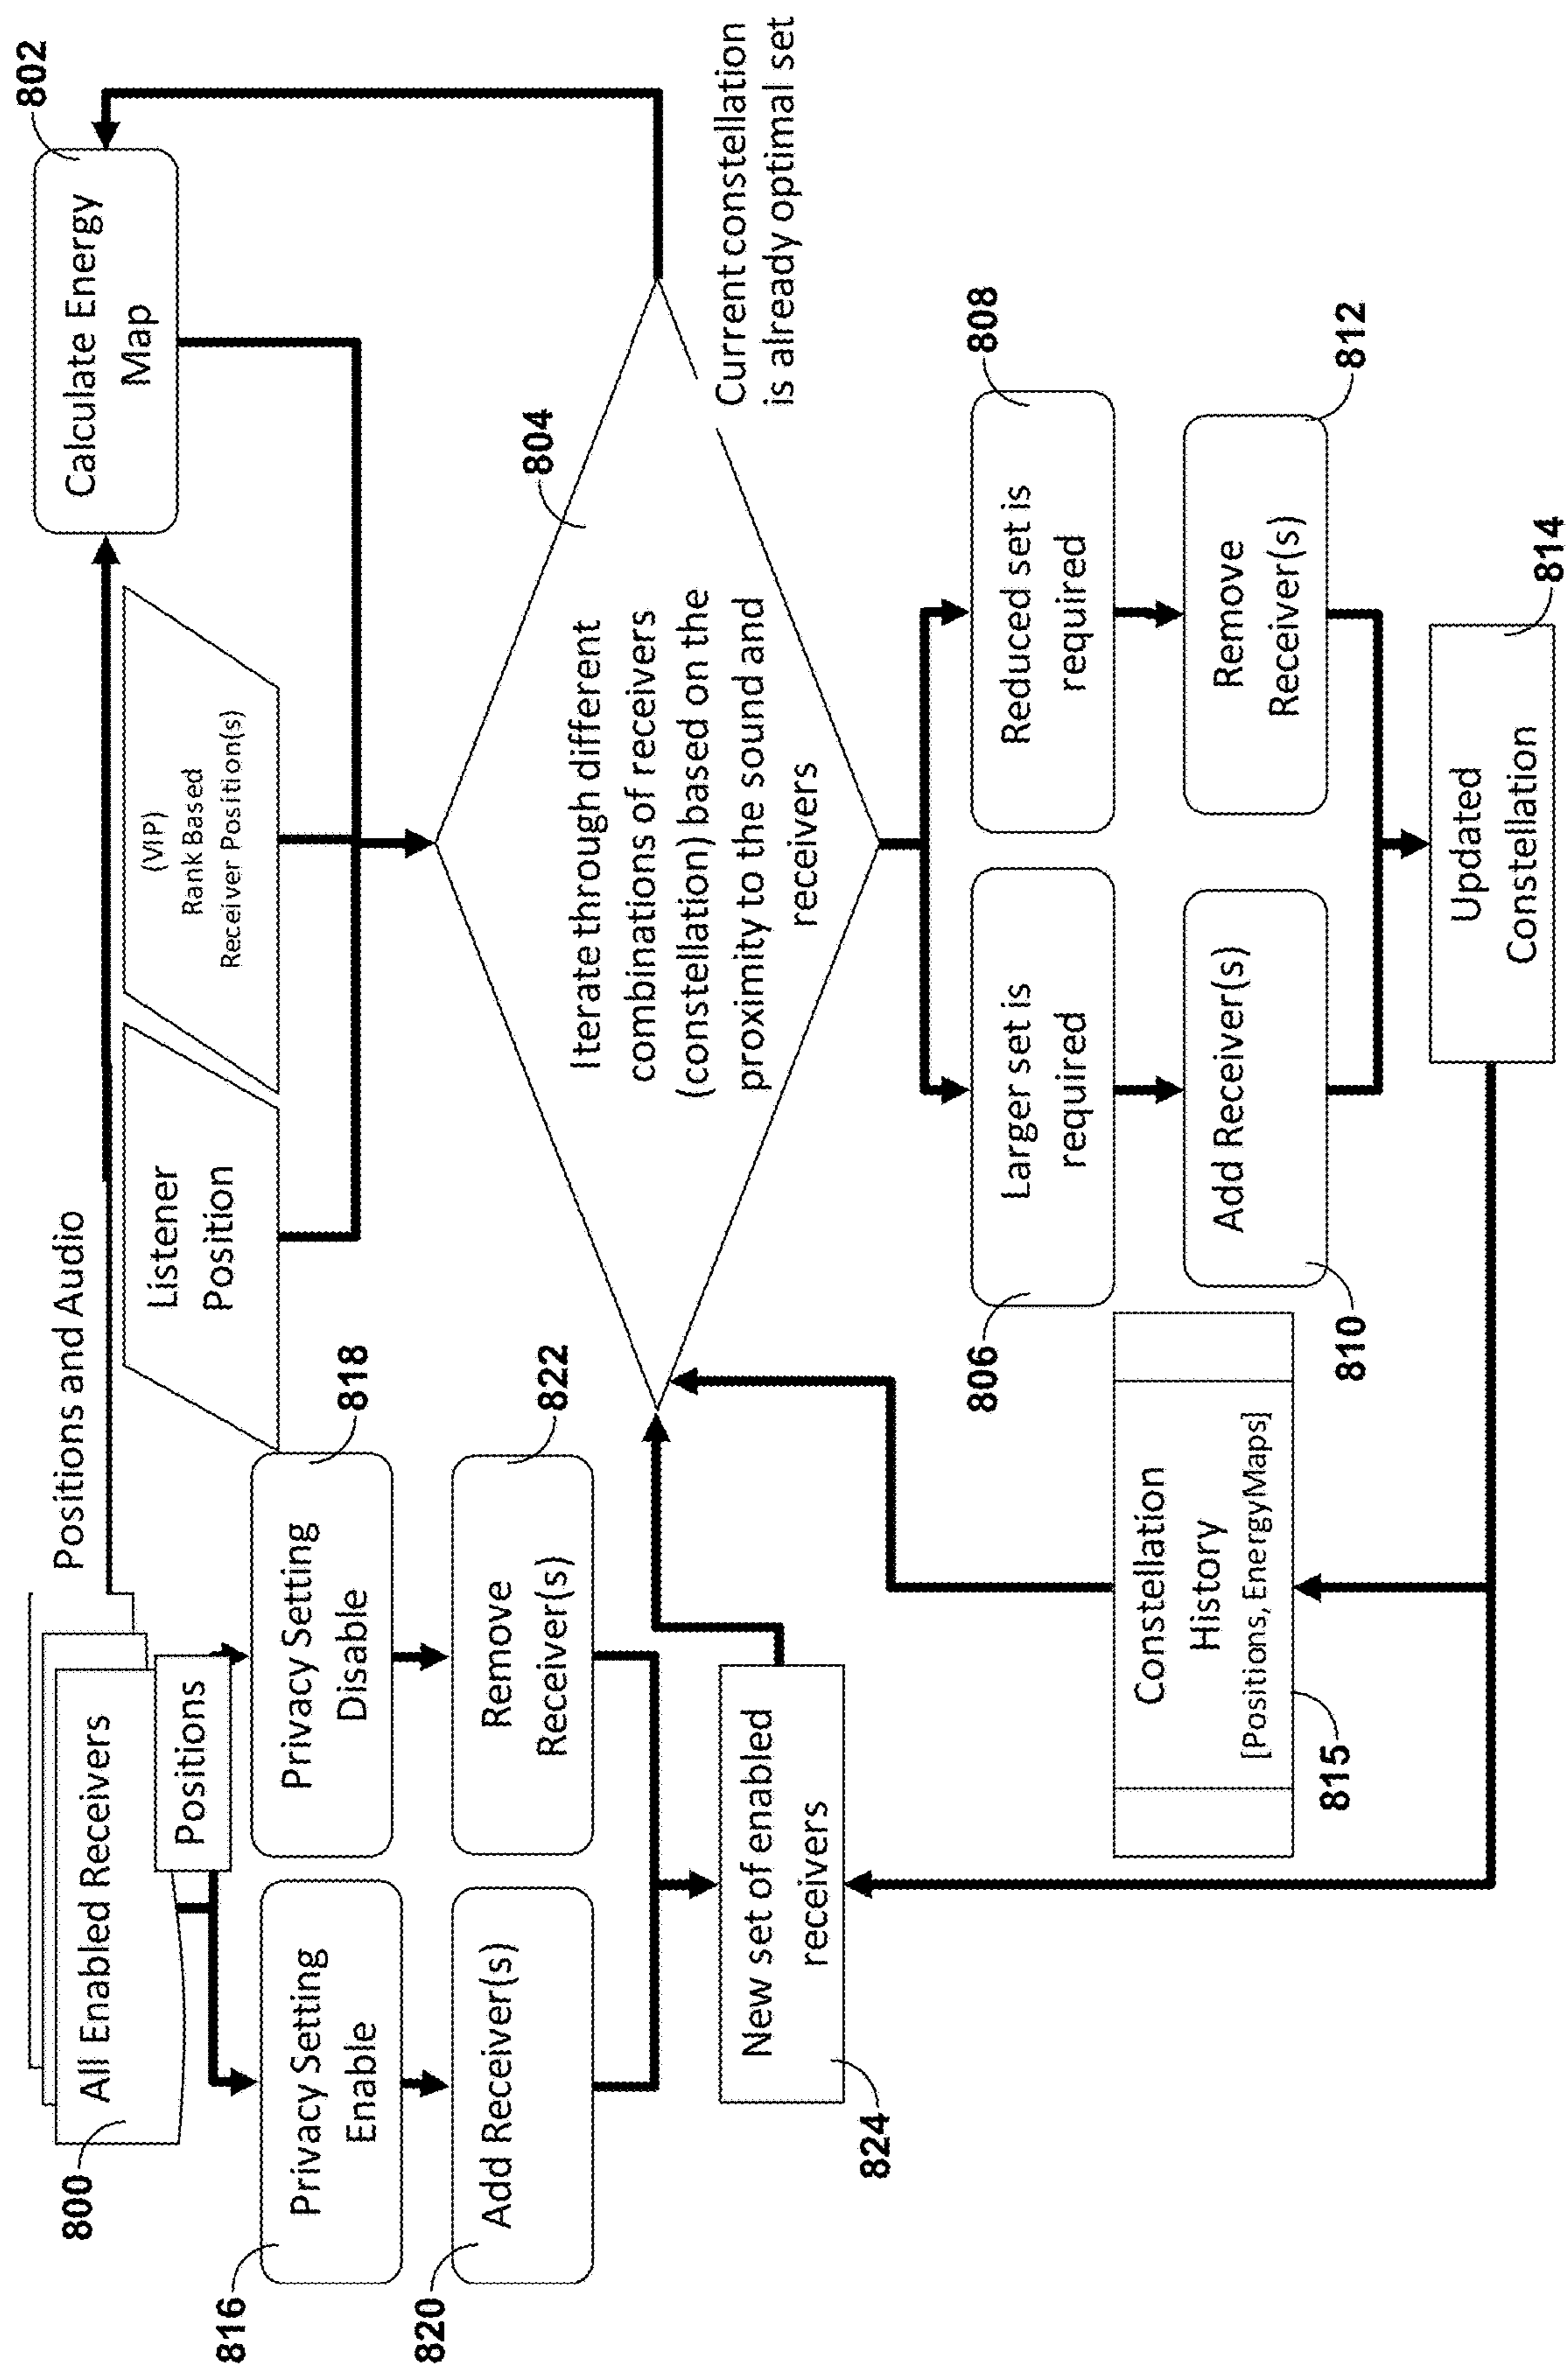 Positions and Audio
802
Calculate Energy
Map
800
All Enabled Receivers
Positions
Listener
Position
(VIP)
Rank Based
Receiver Position(s)
816
Privacy Setting
Enable
818
Privacy Setting
Disable
820
Add Receiver(s)
822
Remove
Receiver(s)
804
Iterate through different
combinations of receivers
(constellation) based on the
proximity to the sound and
receivers
Current constellation
is already optimal set
824
New set of enabled
receivers
806
Larger set is
required
808
Reduced set is
required
815
Constellation
History
[Positions, EnergyMaps]
810
Add Receiver(s)
812
Remove
Receiver(s)
814
Updated
Constellation